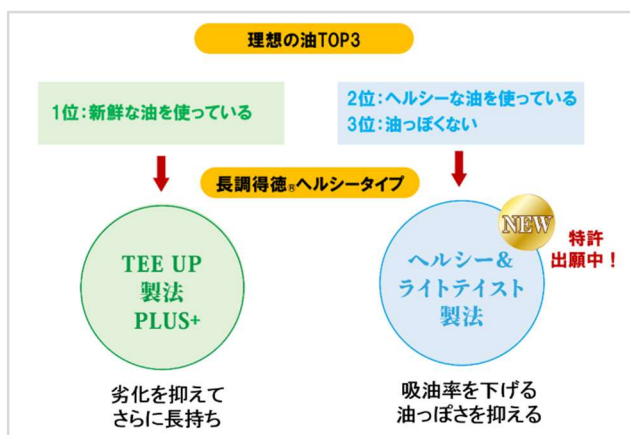 理想の油TOP3
1位:新鮮な油を使っている
2位:ヘルシーな油を使っている
3位:油っぽくない
長調得徳®ヘルシータイプ
TEE UP
製法
PLUS+
NEW
ヘルシー&
ライトテイスト
製法
特許
出願中!
劣化を抑えて
さらに長持ち
吸油率を下げる
油っぽさを抑える